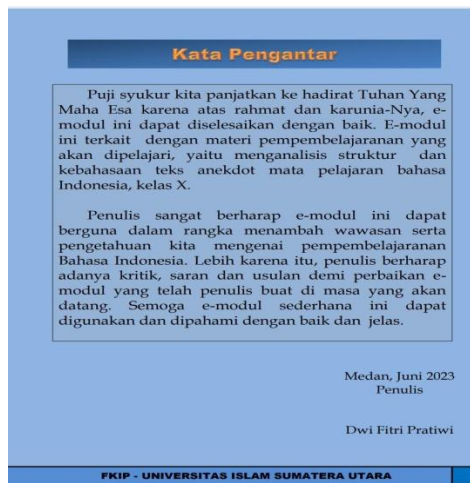 Kata Pengantar
Puji syukur kita panjatkan ke hadirat Tuhan Yang
Maha Esa karena atas rahmat dan karunia-Nya, e-
modul ini dapat diselesaikan dengan baik. E-modul
ini terkait dengan materi pempembelajaranan yang
akan dipelajari, yaitu menganalisis struktur dan
kebahasaan teks anekdot mata pelajaran bahasa
Indonesia, kelas X.
Penulis sangat berharap e-modul ini dapat
berguna dalam rangka menambah wawasan serta
pengetahuan kita mengenai pempembelajaranan
Bahasa Indonesia. Lebih karena itu, penulis berharap
adanya kritik, saran dan usulan demi perbaikan e-
modul yang telah penulis buat di masa yang akan
datang. Semoga e-modul sederhana ini dapat
digunakan dan dipahami dengan baik dan jelas.
Medan, Juni 2023
Penulis
Dwi Fitri Pratiwi
FKIP - UNIVERSITAS ISLAM SUMATERA UTARA